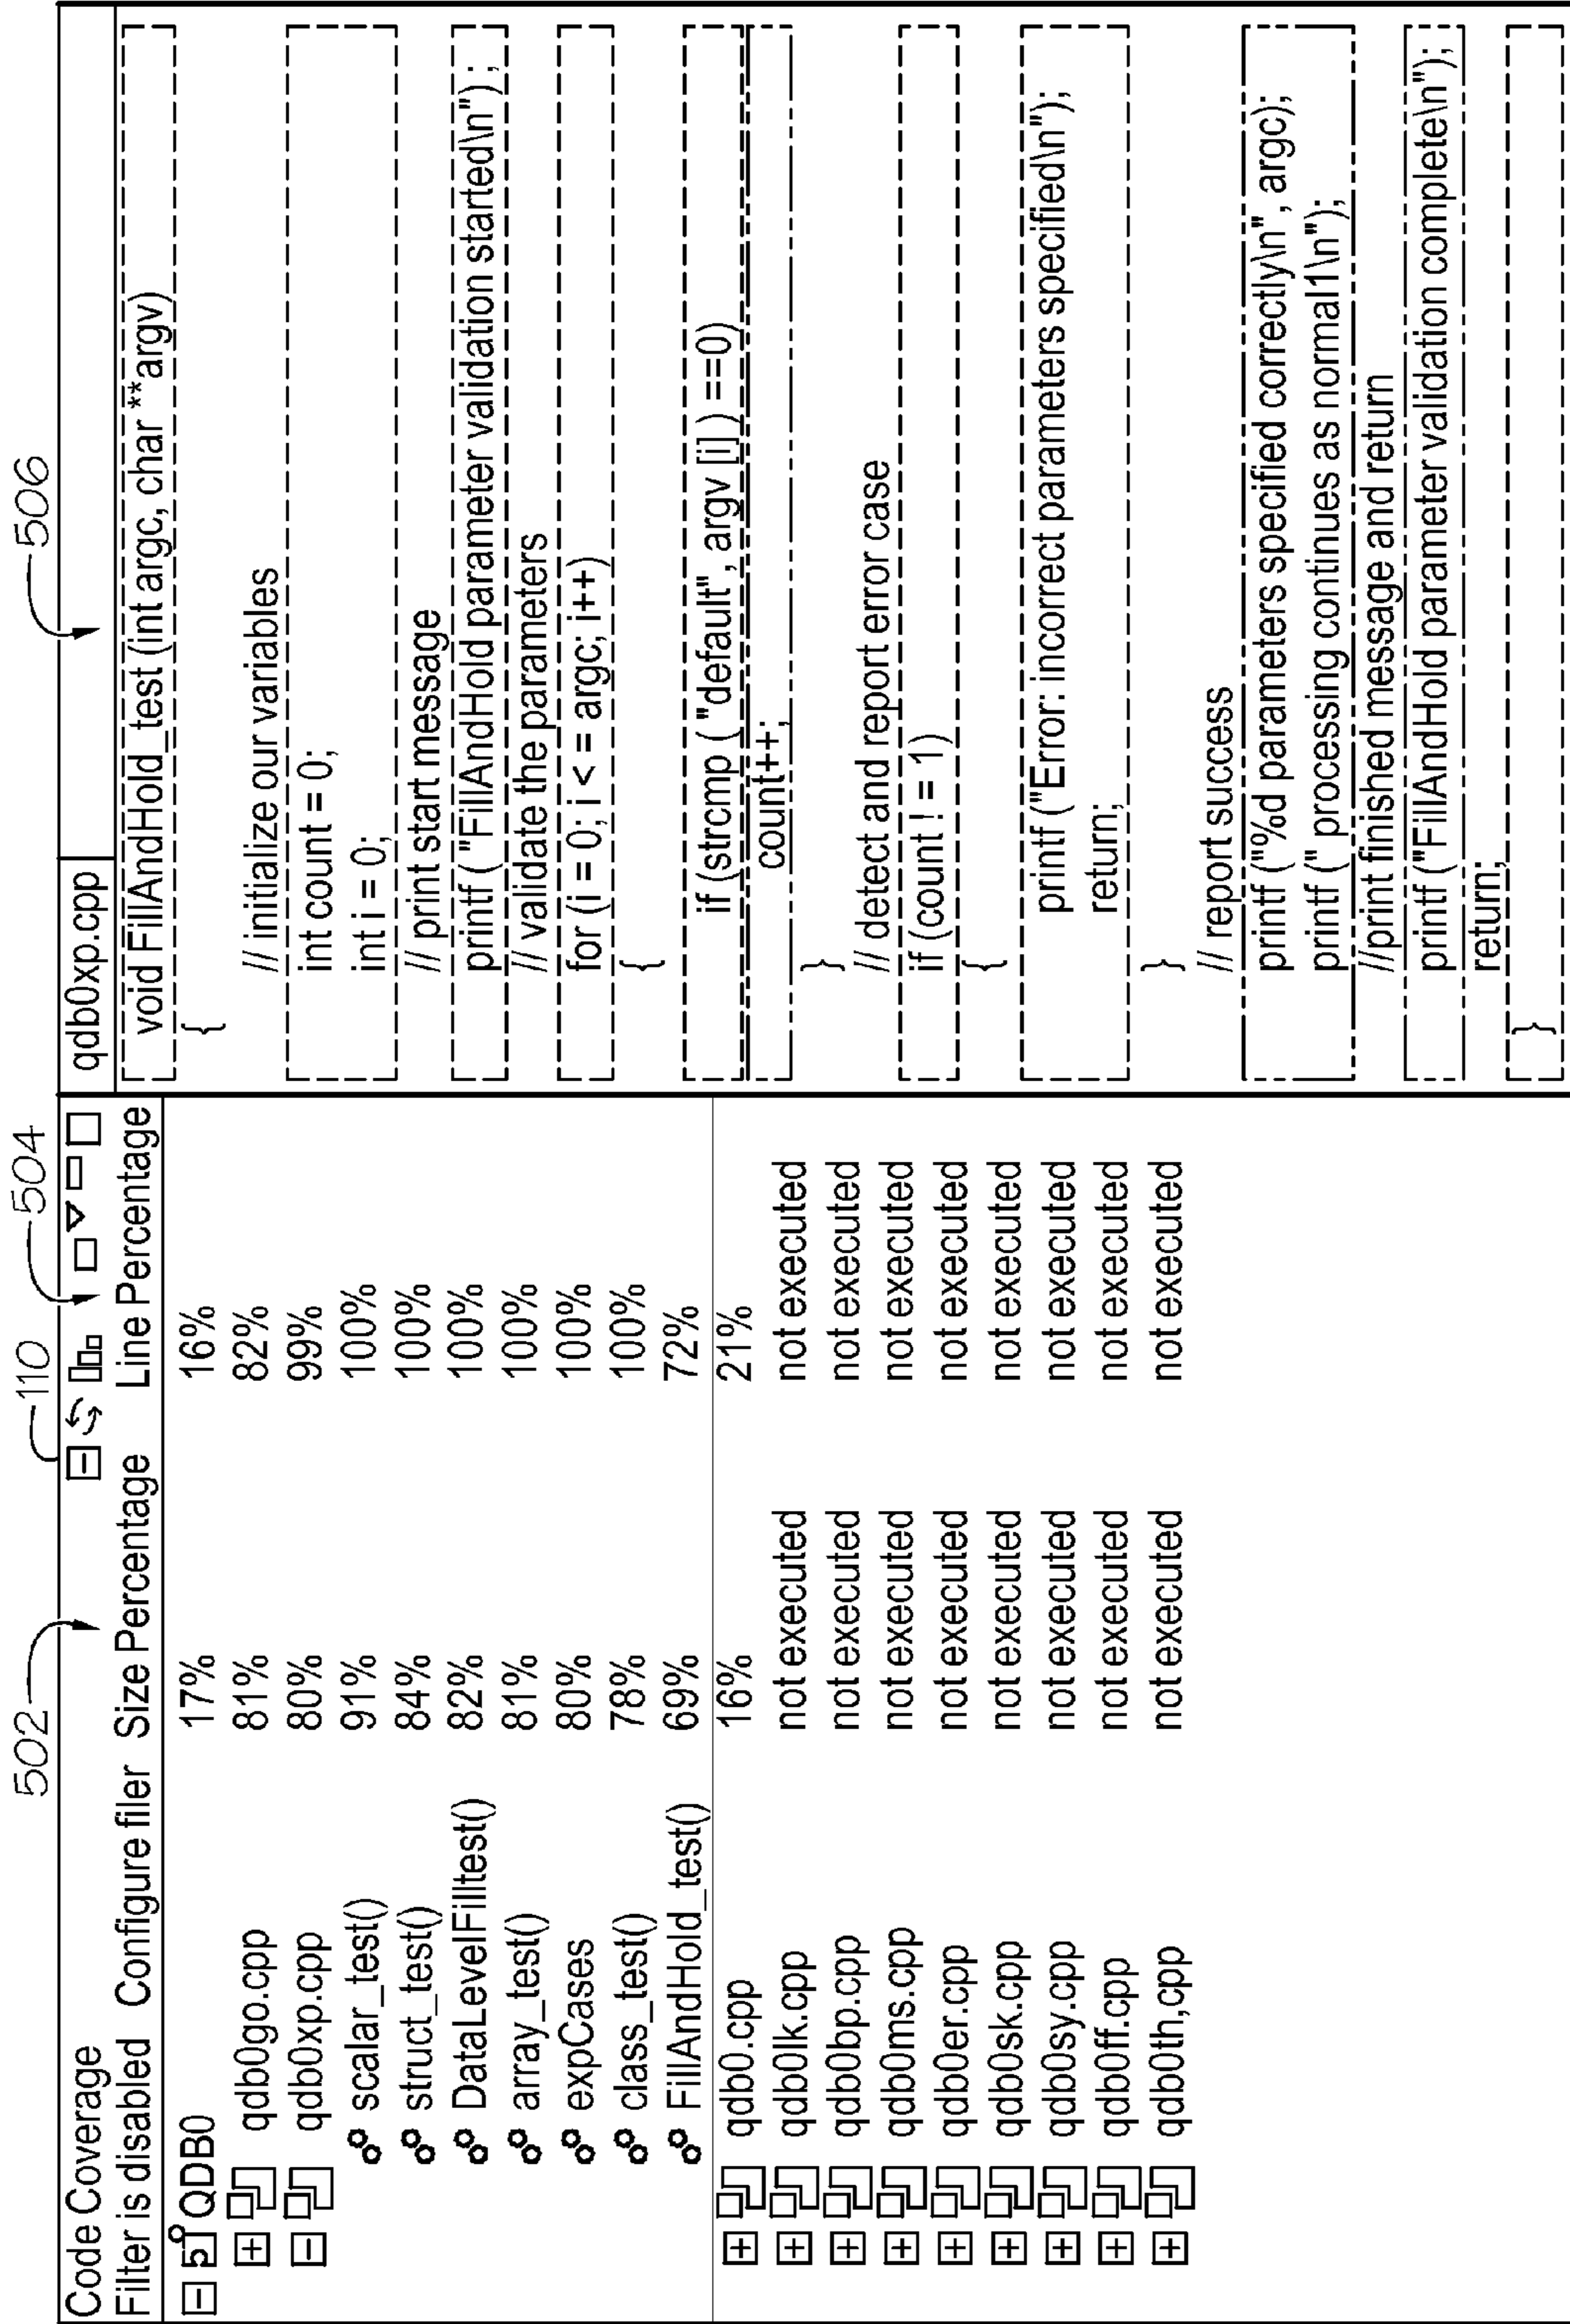 502
110
504
506
Code Coverage
Filter is disabled Configure filer Size Percentage Line Percentage
QDB0 17% 16%
qdb0go.cpp 81% 82%
qdb0xp.cpp 80% 99%
scalar_test() 91% 100%
struct_test() 84% 100%
DataLevelFilltest() 82% 100%
array_test() 81% 100%
expCases 80% 100%
class_test() 78% 100%
FillAndHold_test() 69% 72%
qdb0.cpp 16% 21%
qdb0lk.cpp not executed not executed
qdb0bp.cpp not executed not executed
qdb0ms.cpp not executed not executed
qdb0er.cpp not executed not executed
qdb0sk.cpp not executed not executed
qdb0sy.cpp not executed not executed
qdb0ff.cpp not executed not executed
qdb0th,cpp not executed not executed
qdb0xp.cpp
void FillAndHold_test (int argc, char **argv)
{
// initialize our variables
int count = 0;
int i = 0;
// print start message
printf ("FillAndHold parameter validation started\n") ;
// validate the parameters
for (i = 0; i < = argc; i++)
{
if (strcmp ( "default" , argv [i] ) ==0)
count++;
}
// detect and report error case
if (count ! = 1)
{
printf ("Error: incorrect parameters specified\n");
return;
}
// report success
printf ("%d parameters specified correctly\n" , argc);
printf (" processing continues as normal1\n");
//print finished message and return
printf ("FillAndHold parameter validation complete\n");
return;
}